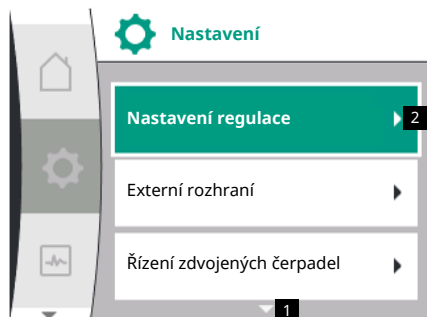 Nastavení
Nastavení regulace
2
Externí rozhraní
Řízení zdvojených čerpadel
1